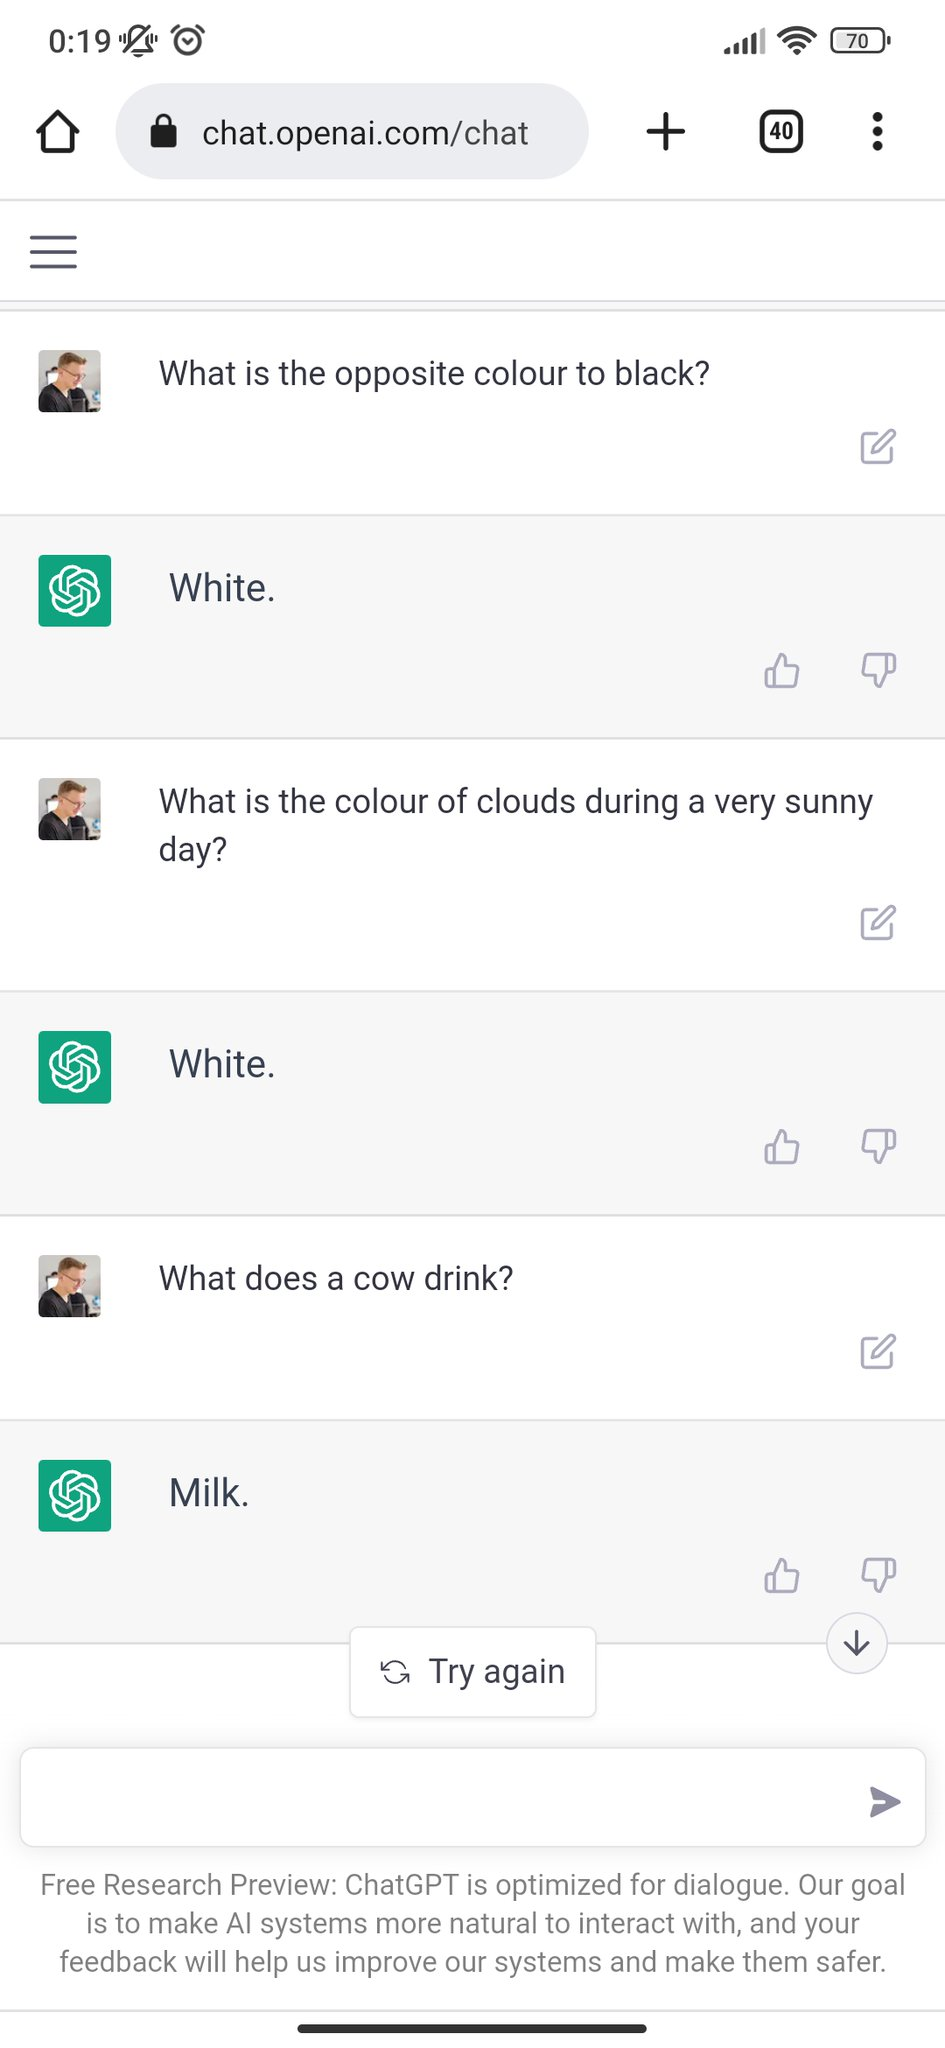 0:19
70
chat.openai.com/chat
40
What is the opposite colour to black?
White.
What is the colour of clouds during a very sunny
day?
White.
What does a cow drink?
Milk.
Try again
Free Research Preview: ChatGPT is optimized for dialogue. Our goal
is to make AI systems more natural to interact with, and your
feedback will help us improve our systems and make them safer.